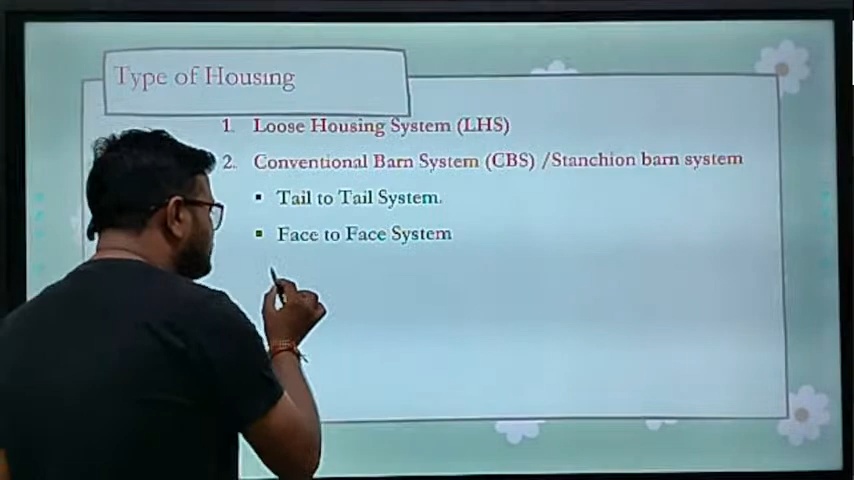 Type of Housing
1. Loose Housing System (LHS)
2. Conventional Barn System (CBS) /Stanchion barn system
▪ Tail to Tail System.
▪ Face to Face System